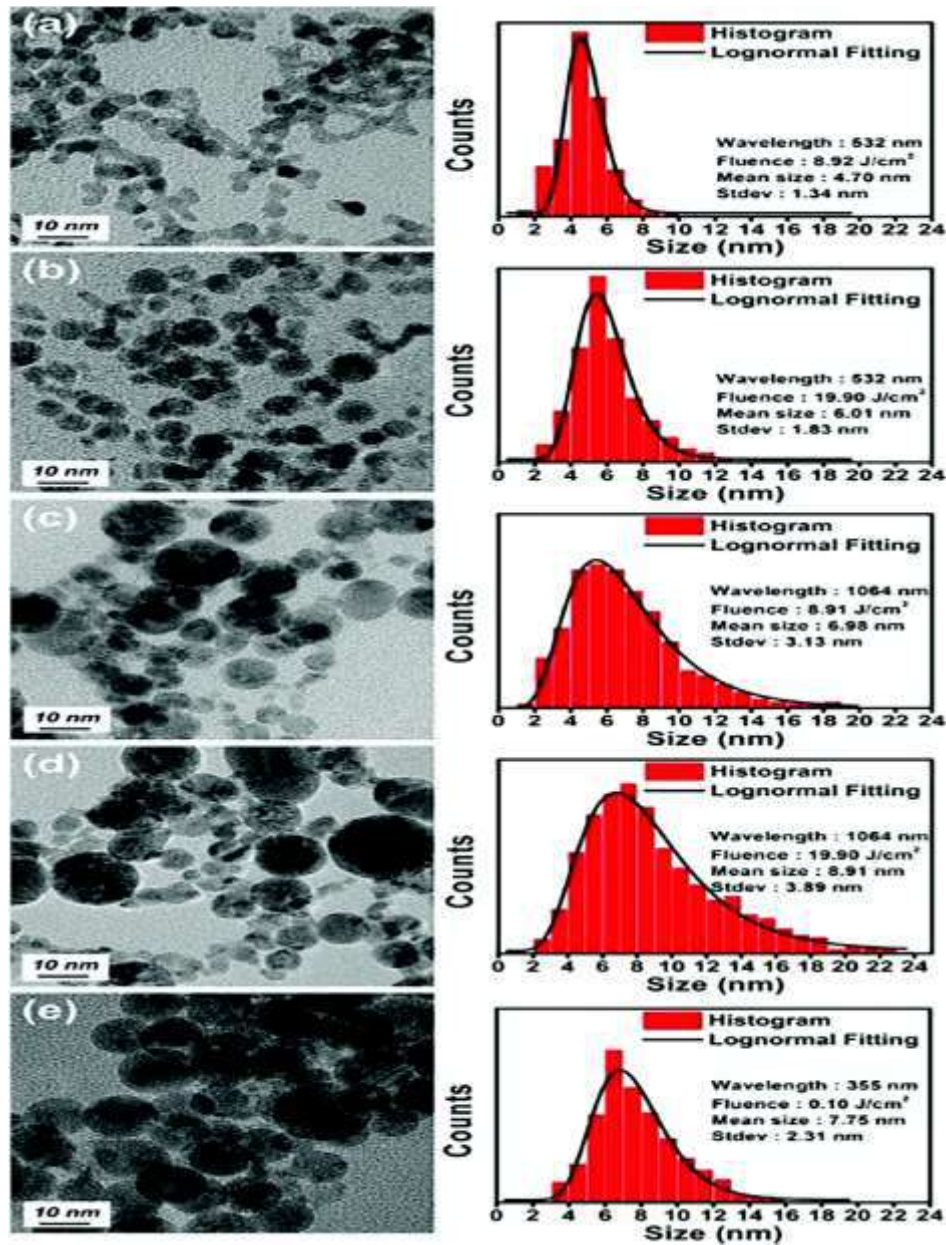 (a)
10 nm
Counts
Histogram
Lognormal Fitting
Wavelength : 532 nm
Fluence : 8.92 J/cm²
Mean size : 4.70 nm
Stdev : 1.34 nm
0 2 4 6 8 10 12 14 16 18 20 22 24
Size (nm)
(b)
10 nm
Counts
Histogram
Lognormal Fitting
Wavelength : 532 nm
Fluence : 19.90 J/cm²
Mean size : 6.01 nm
Stdev : 1.83 nm
0 2 4 6 8 10 12 14 16 18 20 22 24
Size (nm)
(c)
10 nm
Counts
Histogram
Lognormal Fitting
Wavelength : 1064 nm
Fluence : 8.91 J/cm²
Mean size : 6.98 nm
Stdev : 3.13 nm
0 2 4 6 8 10 12 14 16 18 20 22 24
Size (nm)
(d)
10 nm
Counts
Histogram
Lognormal Fitting
Wavelength : 1064 nm
Fluence : 19.90 J/cm²
Mean size : 8.91 nm
Stdev : 3.89 nm
0 2 4 6 8 10 12 14 16 18 20 22 24
Size (nm)
(e)
10 nm
Counts
Histogram
Lognormal Fitting
Wavelength : 355 nm
Fluence : 0.10 J/cm²
Mean size : 7.75 nm
Stdev : 2.31 nm
0 2 4 6 8 10 12 14 16 18 20 22 24
Size (nm)